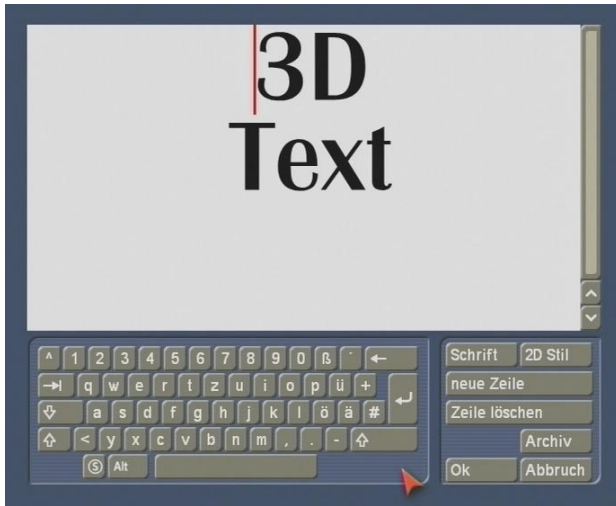 3D
Text
^ 1 2 3 4 5 6 7 8 9 0 ß ´ ←
q w e r t z u i o p ü +
a s d f g h j k l ö ä #
< y x c v b n m , . -
S Alt
Schrift 2D Stil
neue Zeile
Zeile löschen
Archiv
Ok Abbruch